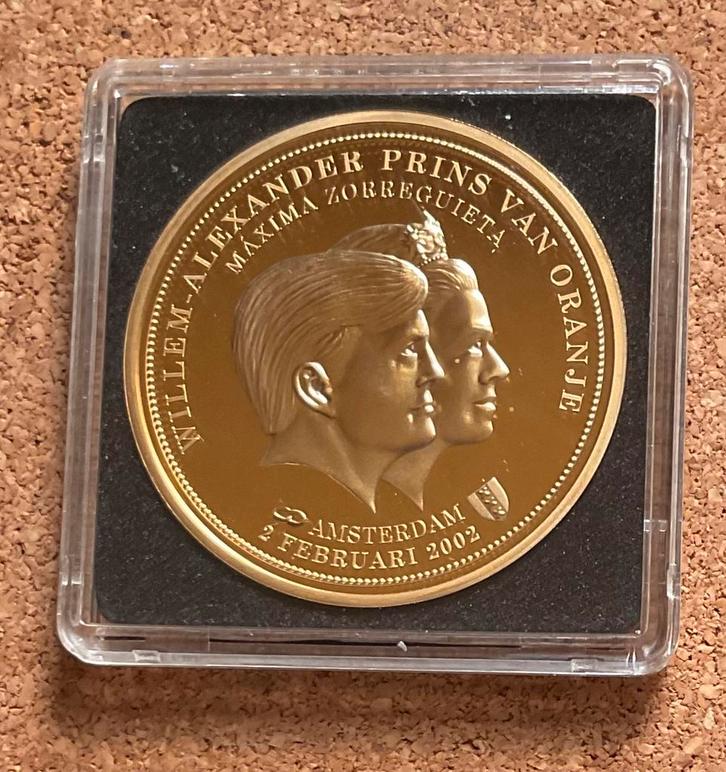 WILLEM-ALEXANDER PRINS VAN ORANJE
MÁXIMA ZORREGUIETA
AMSTERDAM
2 FEBRUARI 2002